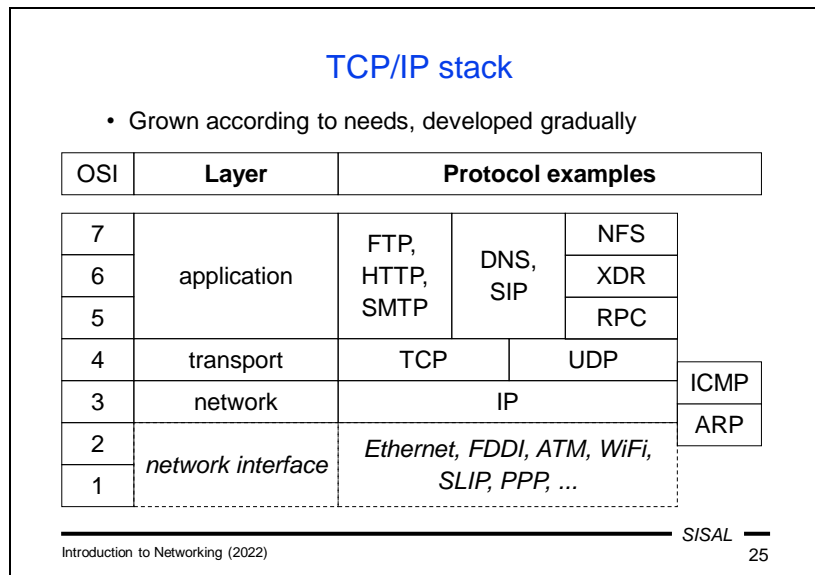 TCP/IP stack
• Grown according to needs, developed gradually
OSI Layer Protocol examples
7 NFS
FTP,
DNS,
6 application HTTP, XDR
SIP
SMTP
5 RPC
4 transport TCP UDP
ICMP
3 network IP
ARP
2 Ethernet, FDDI, ATM, WiFi,
network interface
1 SLIP, PPP, ...
SISAL
Introduction to Networking (2022) 25